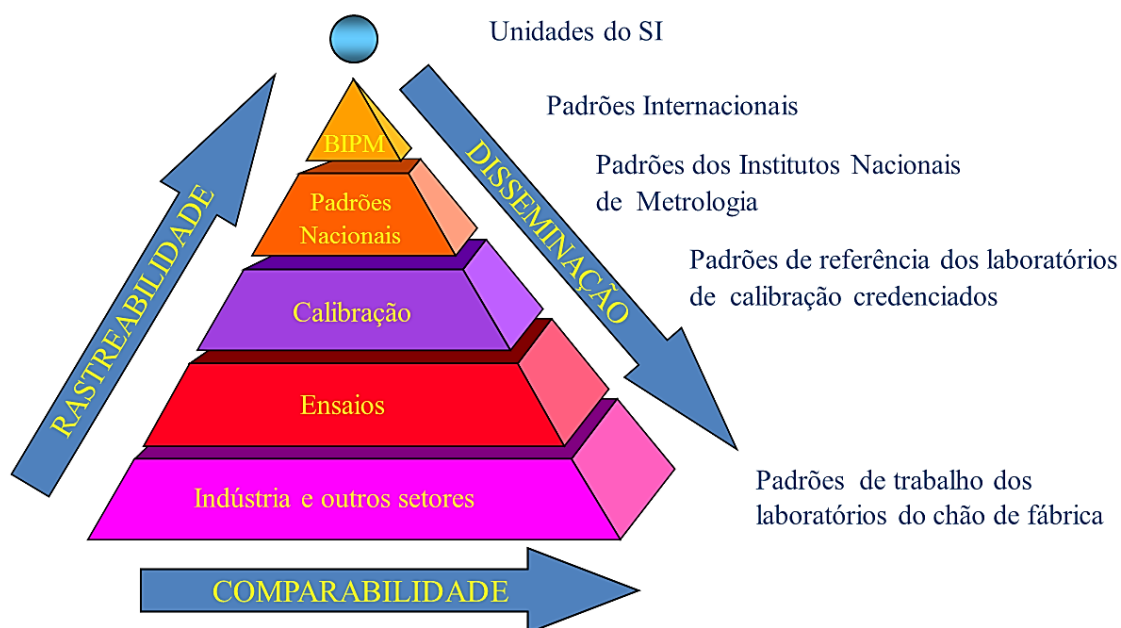 Unidades do SI
Padrões Internacionais
BIPM
Padrões dos Institutos Nacionais
de Metrologia
Padrões
Nacionais
Padrões de referência dos laboratórios
de calibração credenciados
Calibração
Ensaios
Indústria e outros setores
Padrões de trabalho dos
laboratórios do chão de fábrica
RASTREABILIDADE
DISSEMINAÇÃO
COMPARABILIDADE